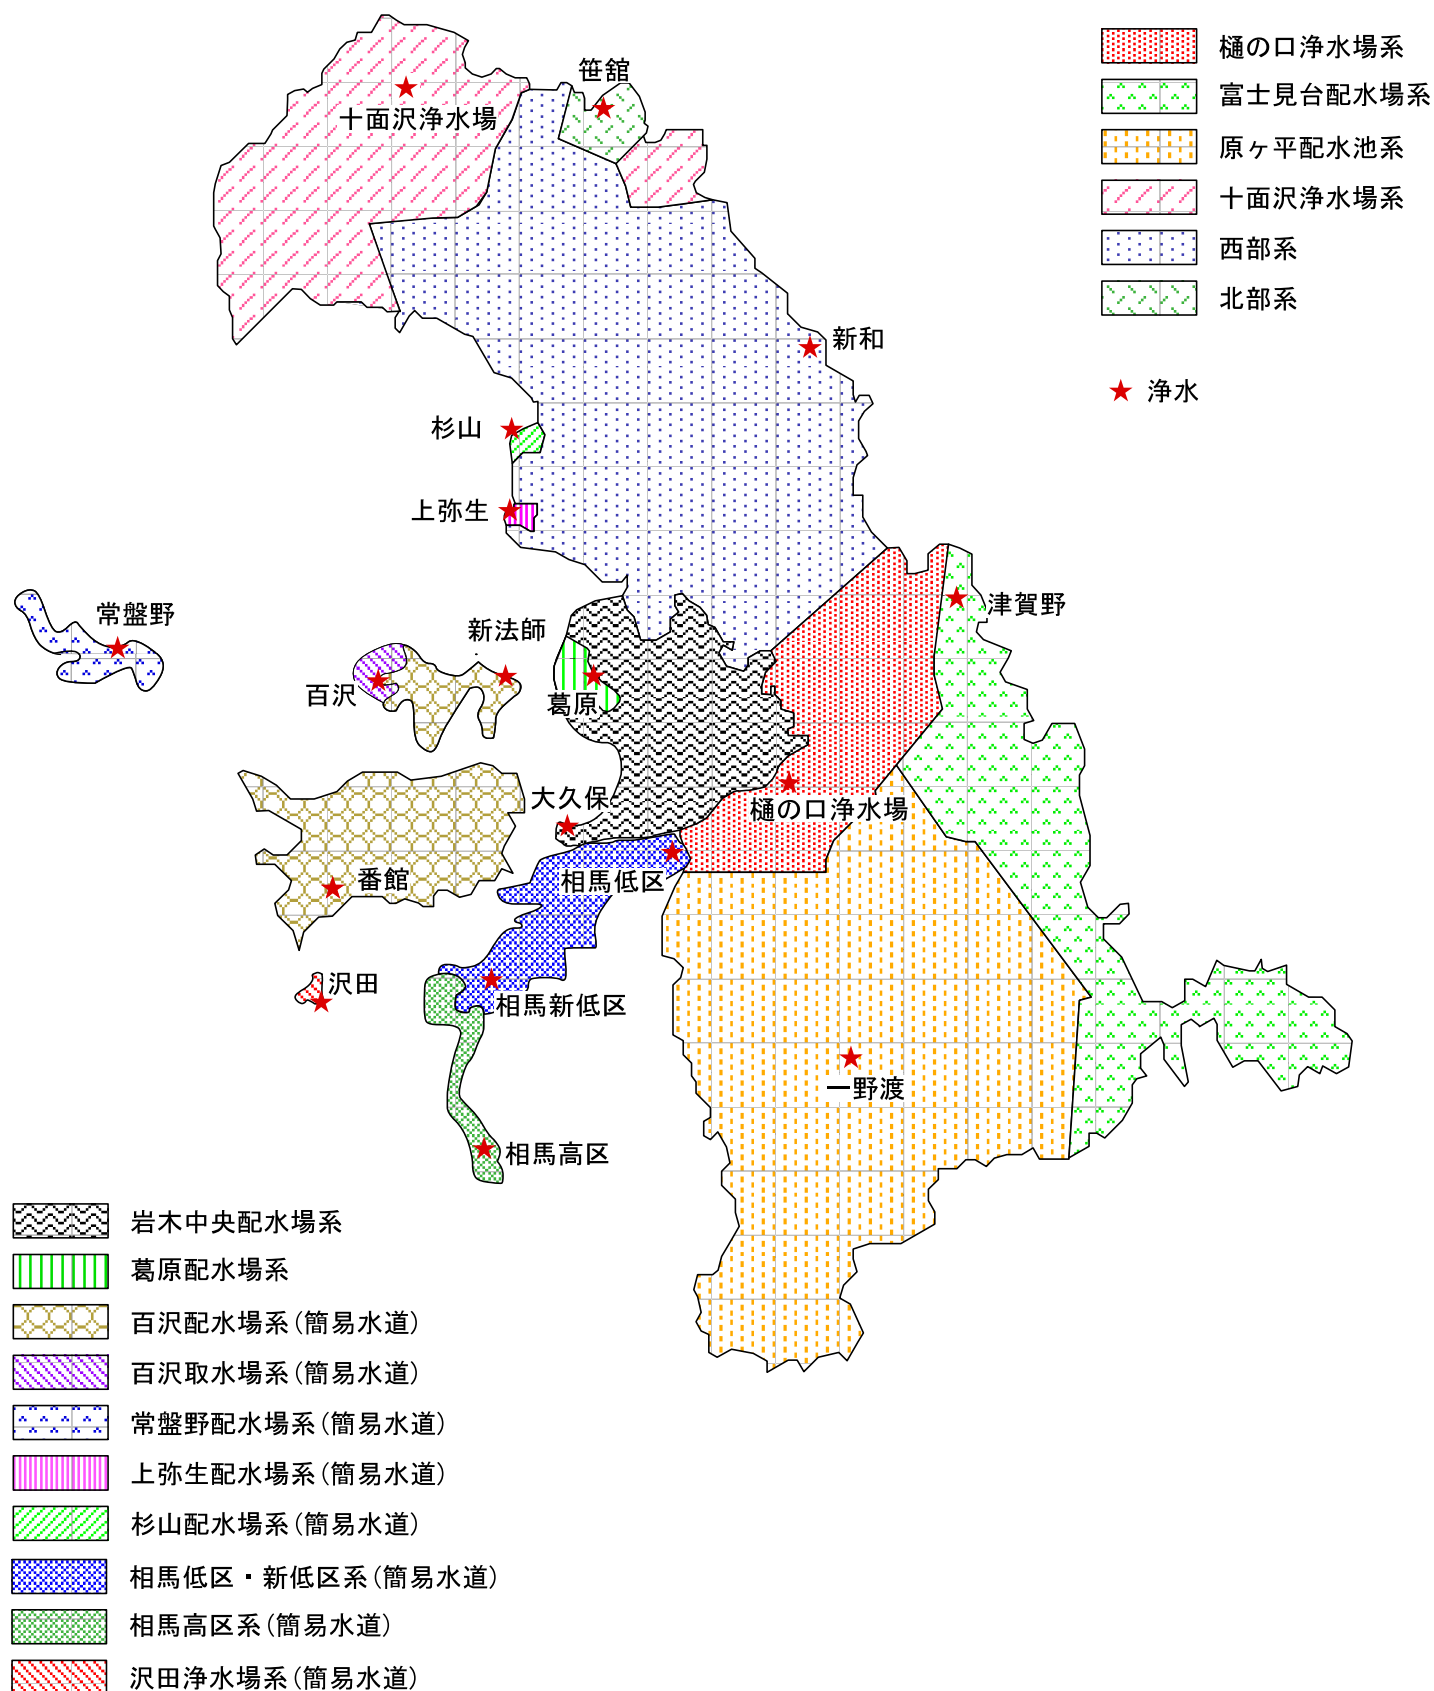 樋の口浄水場系
富士見台配水場系
原ヶ平配水池系
十面沢浄水場系
西部系
北部系
浄水
笹舘
十面沢浄水場
新和
杉山
上弥生
常盤野
新法師
津賀野
百沢
葛原
大久保
樋の口浄水場
番館
相馬低区
沢田
相馬新低区
一野渡
相馬高区
岩木中央配水場系
葛原配水場系
百沢配水場系(簡易水道)
百沢取水場系(簡易水道)
常盤野配水場系(簡易水道)
上弥生配水場系(簡易水道)
杉山配水場系(簡易水道)
相馬低区・新低区系(簡易水道)
相馬高区系(簡易水道)
沢田浄水場系(簡易水道)